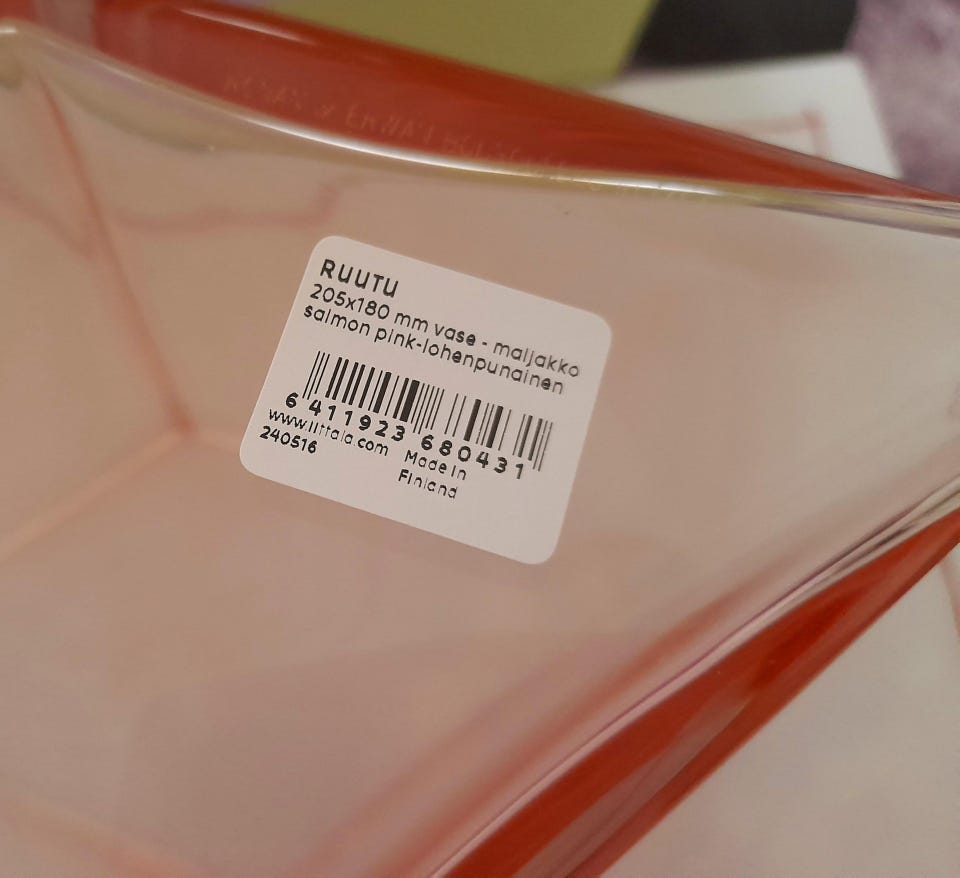 RUUTU
205x180 mm vase - maljakko
salmon pink-lohenpunainen
6 411923 680431
www.iittala.com Made in
240516 Finland